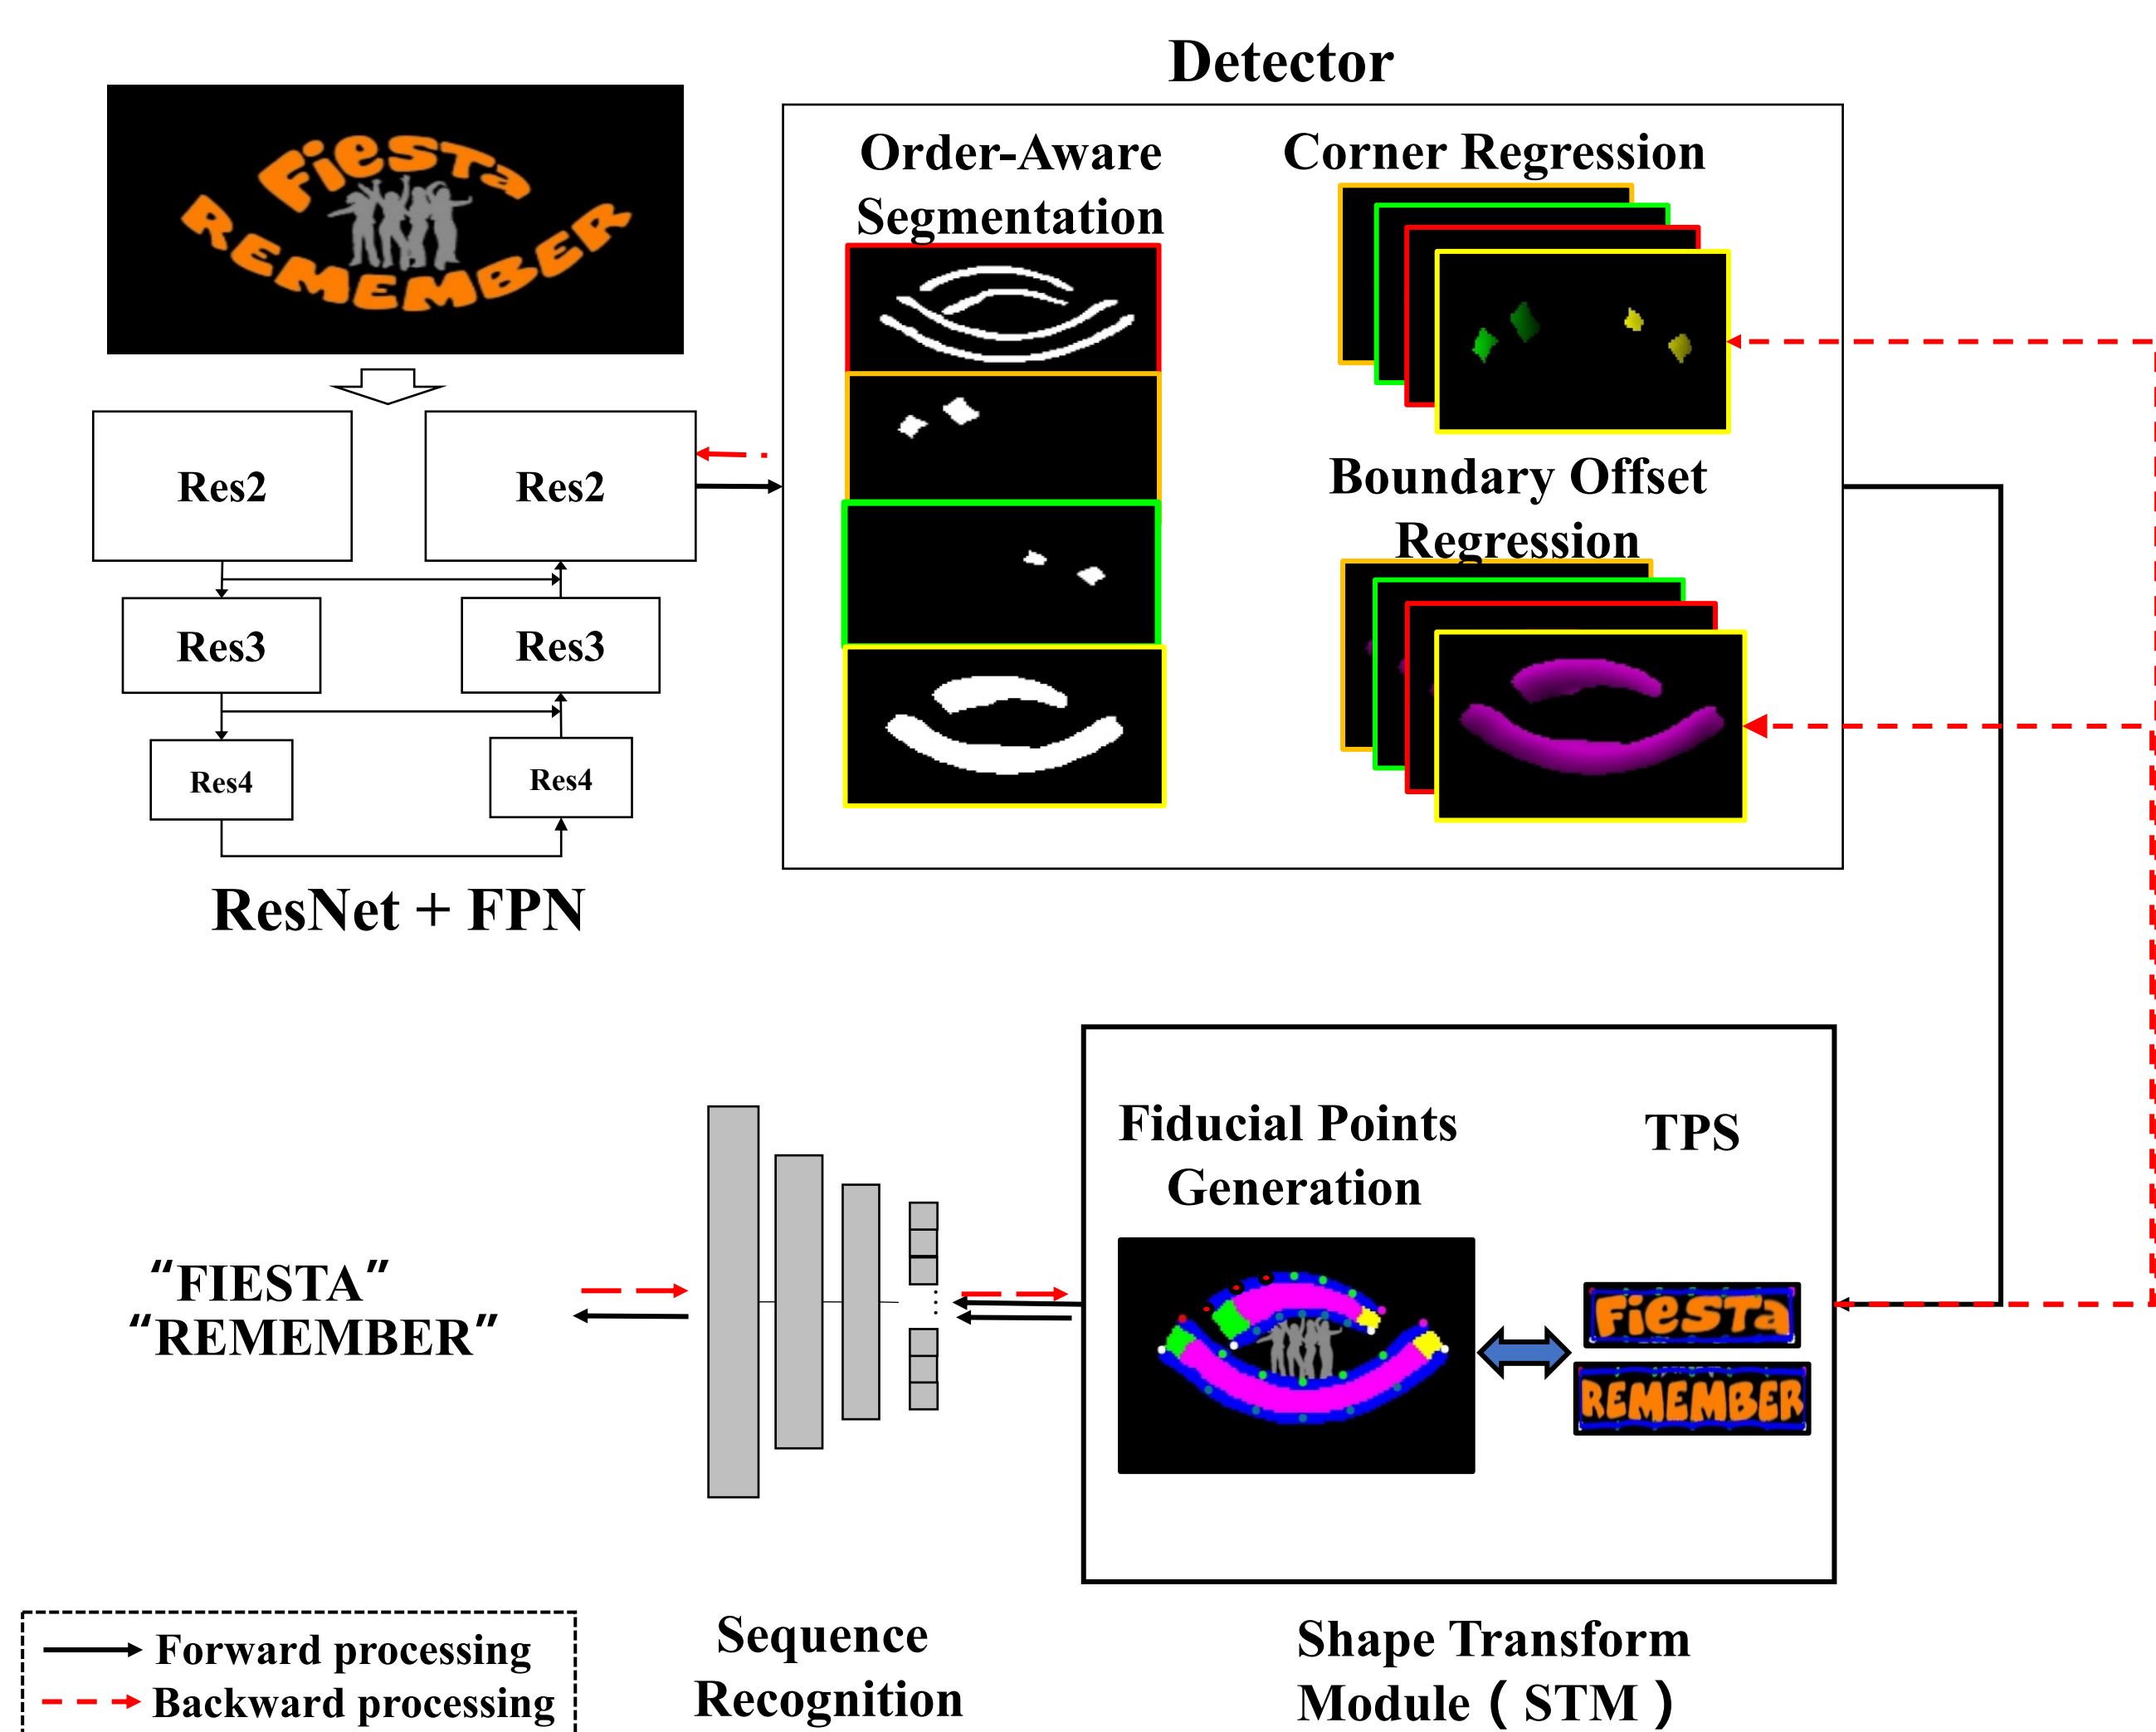 Detector
Fiesta
REMEMBER
Order-Aware
Segmentation
Corner Regression
Boundary Offset
Regression
Res2
Res2
Res3
Res3
Res4
Res4
ResNet + FPN
Fiducial Points
Generation
TPS
Fiesta
REMEMBER
"FIESTA"
"REMEMBER"
Sequence
Recognition
Shape Transform
Module ( STM )
Forward processing
Backward processing